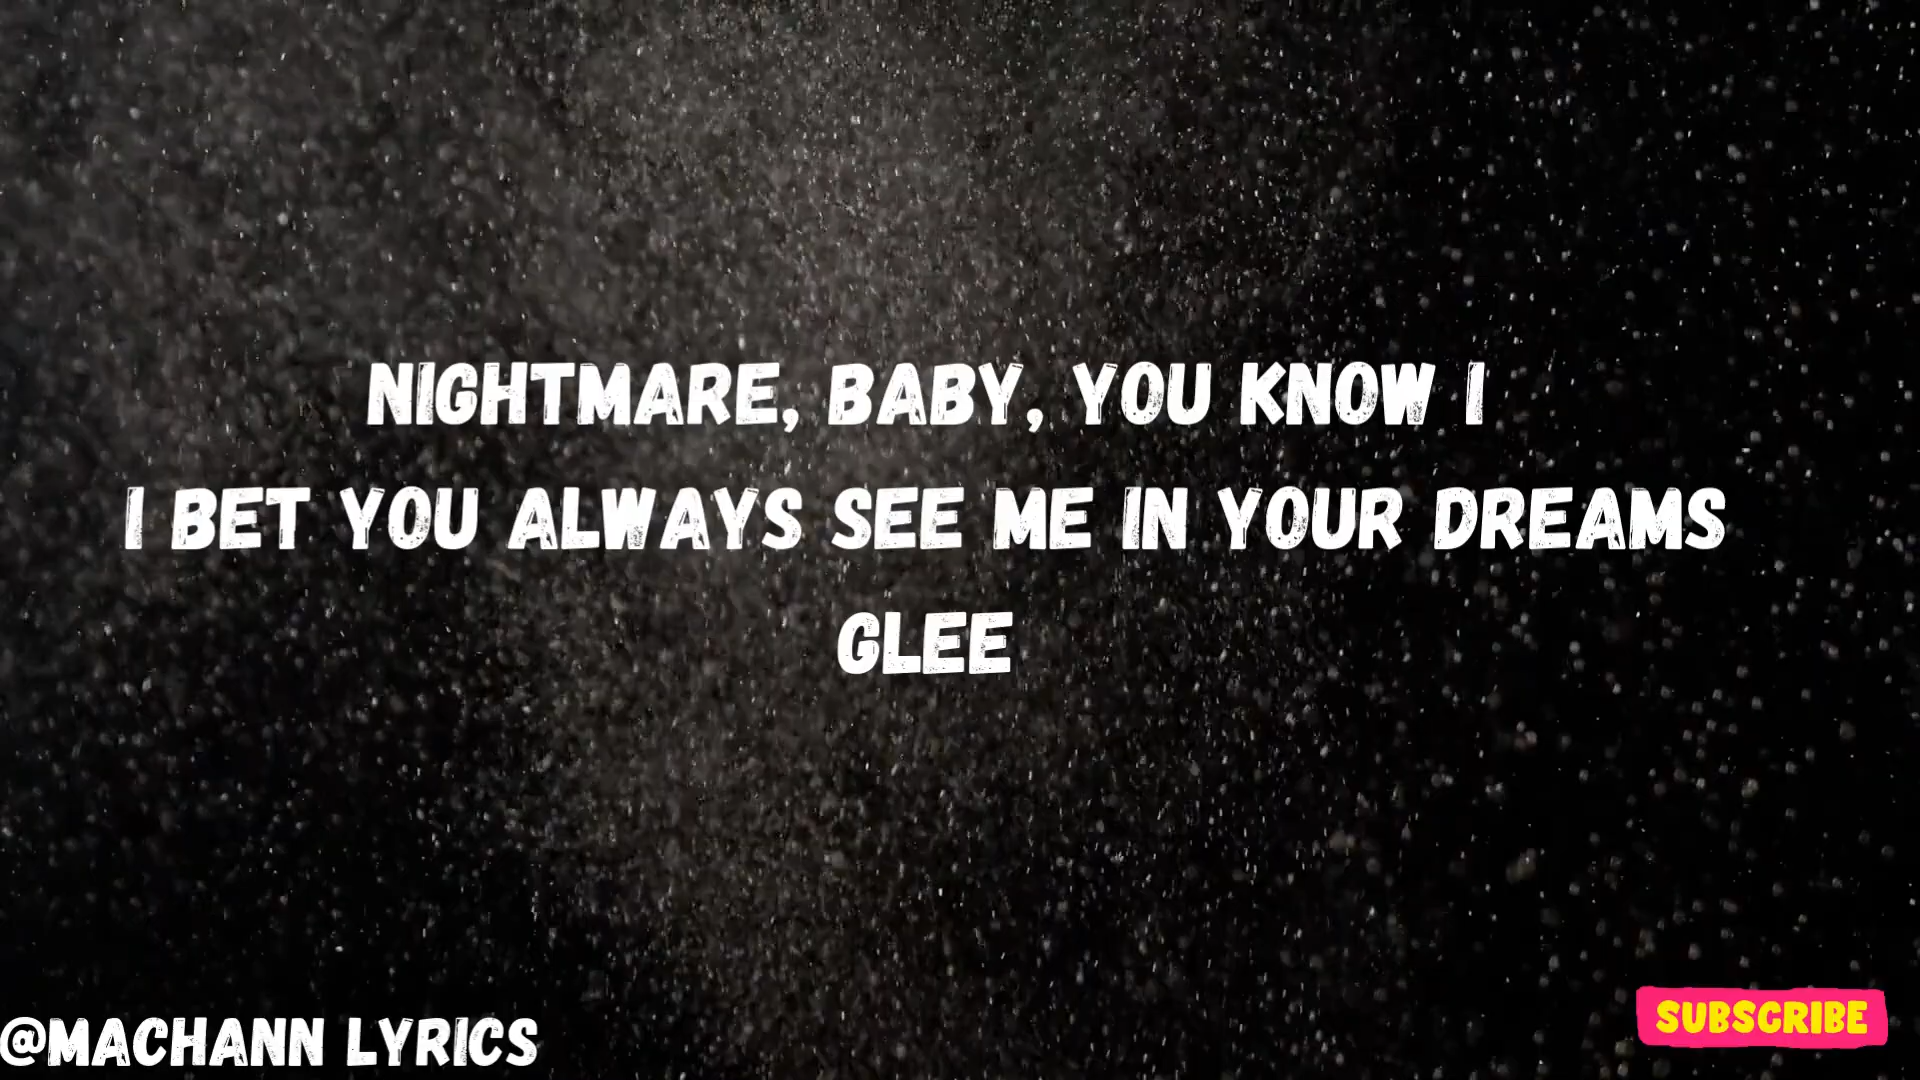 NIGHTMARE, BABY, YOU KNOW I
I BET YOU ALWAYS SEE ME IN YOUR DREAMS
GLEE
@MACHANN LYRICS
SUBSCRIBE